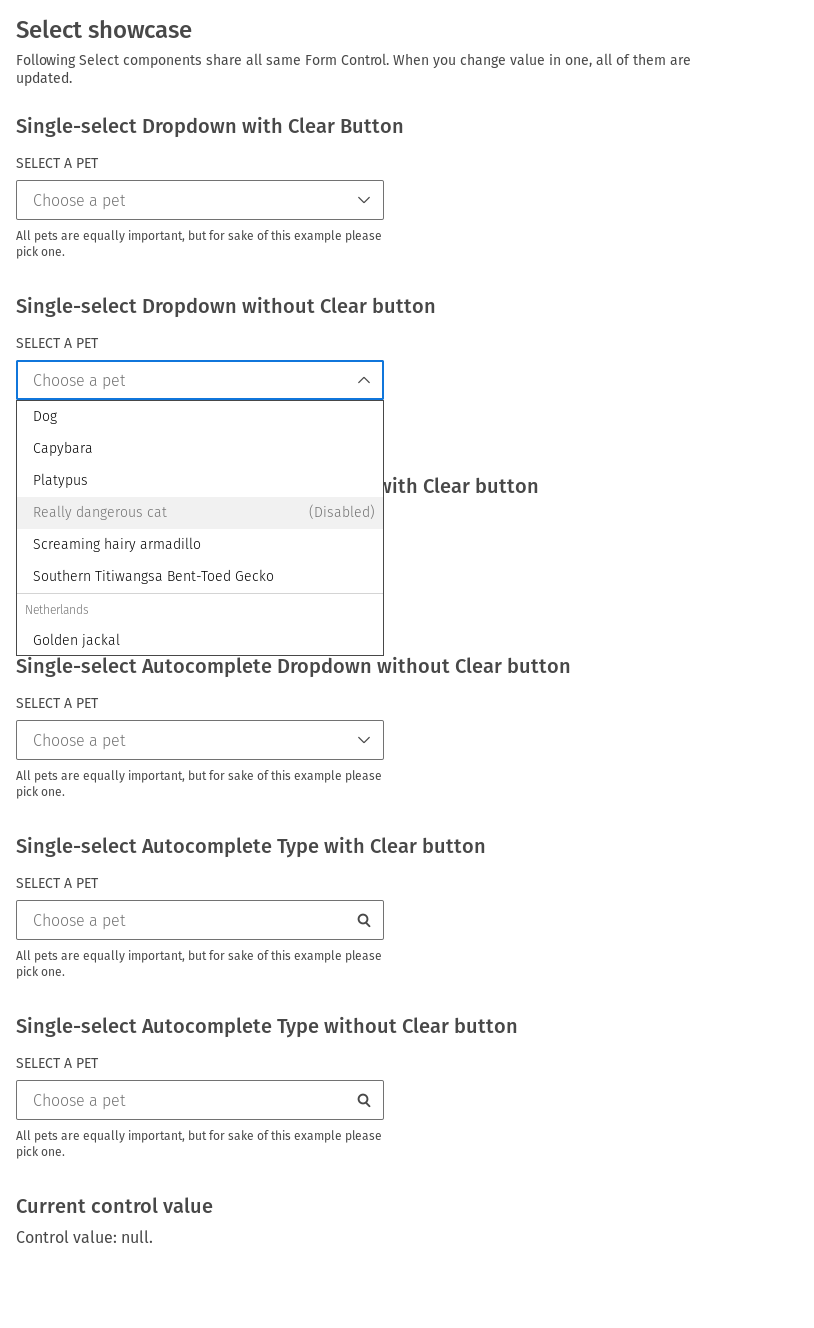 Select showcase
Following Select components share all same Form Control. When you change value in one, all of them are
updated.
Single-select Dropdown with Clear Button
SELECT A PET
Choose a pet
All pets are equally important, but for sake of this example please
pick one.
Single-select Dropdown without Clear button
SELECT A PET
Choose a pet
Dog
Capybara
Platypus
with Clear button
Really dangerous cat (Disabled)
Screaming hairy armadillo
Southern Titiwangsa Bent-Toed Gecko
Netherlands
Golden jackal
Single-select Autocomplete Dropdown without Clear button
SELECT A PET
Choose a pet
All pets are equally important, but for sake of this example please
pick one.
Single-select Autocomplete Type with Clear button
SELECT A PET
Choose a pet
All pets are equally important, but for sake of this example please
pick one.
Single-select Autocomplete Type without Clear button
SELECT A PET
Choose a pet
All pets are equally important, but for sake of this example please
pick one.
Current control value
Control value: null.